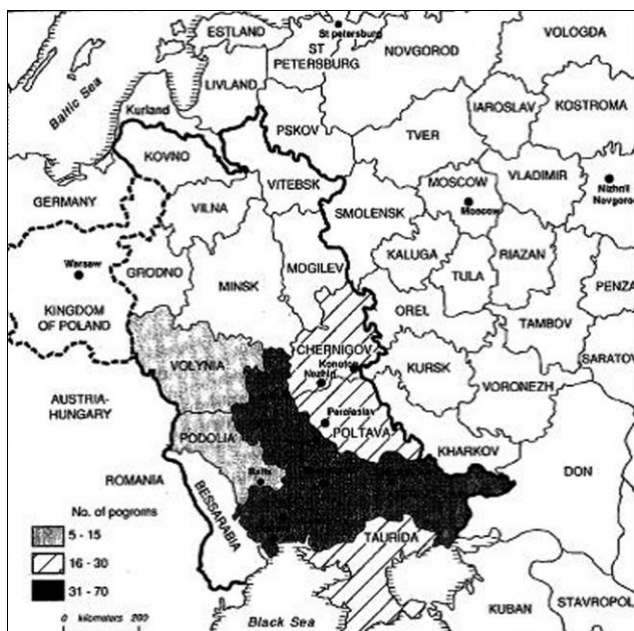 ESTLAND
St petersburg
ST
PETERSBURG
NOVGOROD
VOLOGDA
Baltic Sea
LIVLAND
Kurland
PSKOV
TVER
IAROSLAV
KOSTROMA
KOVNO
VITEBSK
MOSCOW
Moscow
VLADIMIR
Nizhnii
Novgorod
GERMANY
VILNA
SMOLENSK
KALUGA
TULA
RIAZAN
PENZA
Warsaw
KINGDOM
OF POLAND
GRODNO
MINSK
MOGILEV
OREL
TAMBOV
SARATOV
VOLYNIA
CHERNIGOV
Konotop
Nezhin
KURSK
VORONEZH
AUSTRIA-
HUNGARY
PODOLIA
Pereiaslav
POLTAVA
KHARKOV
DON
ROMANIA
Balta
BESSARABIA
TAURIDA
No. of pogroms
5 - 15
16 - 30
31 - 70
0 kilometers 200
Black Sea
KUBAN
STAVROPOL